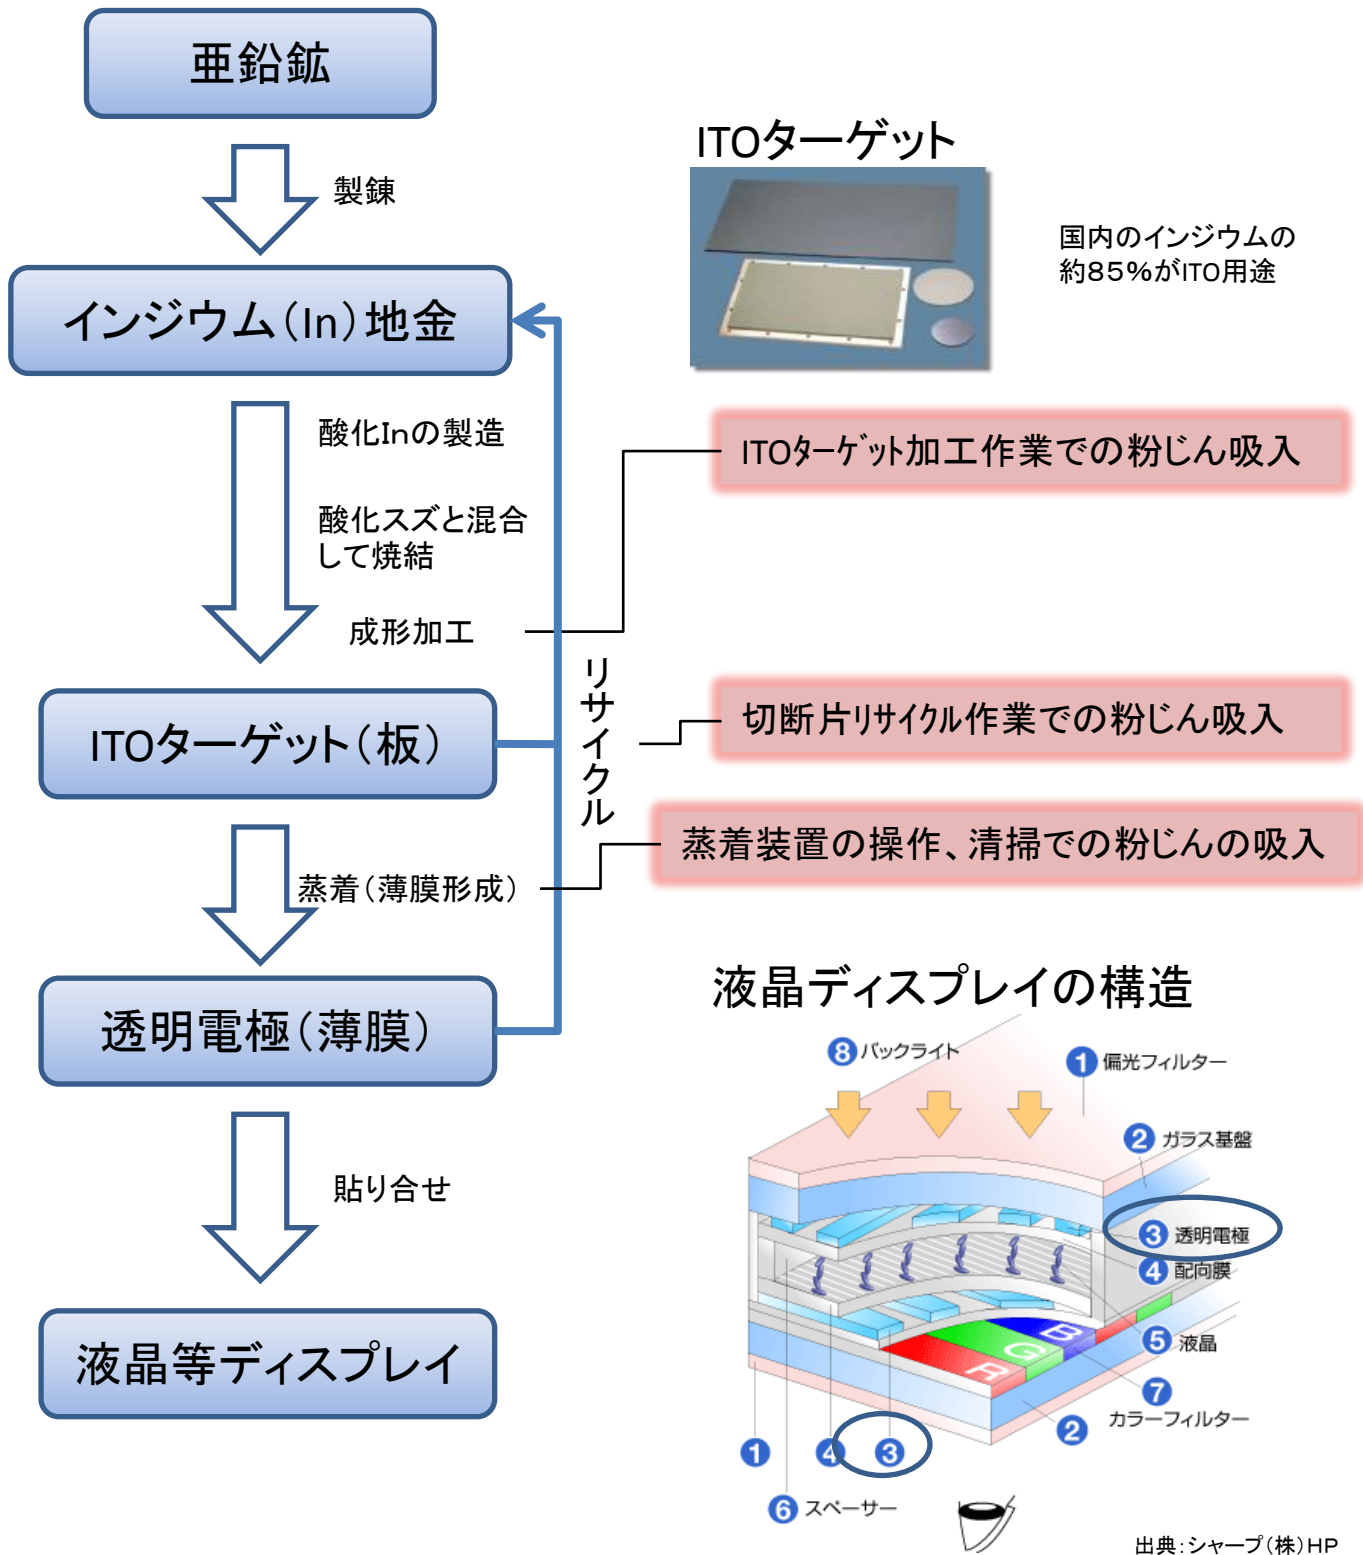 亜鉛鉱
製錬
インジウム（In）地金
酸化Inの製造
酸化スズと混合
して焼結
成形加工
ITOターゲット（板）
蒸着（薄膜形成）
透明電極（薄膜）
貼り合せ
液晶等ディスプレイ
リサイクル
ITOターゲット
国内のインジウムの
約85%がITO用途
ITOﾀｰｹﾞｯﾄ加工作業での粉じん吸入
切断片ﾘｻｲｸﾙ作業での粉じん吸入
蒸着装置の操作、清掃での粉じんの吸入
液晶ディスプレイの構造
8 バックライト
1 偏光フィルター
2 ガラス基盤
3 透明電極
4 配向膜
5 液晶
7
カラーフィルター
2
R G B
1 4 3
6 スペーサー
出典：シャープ（株）HP